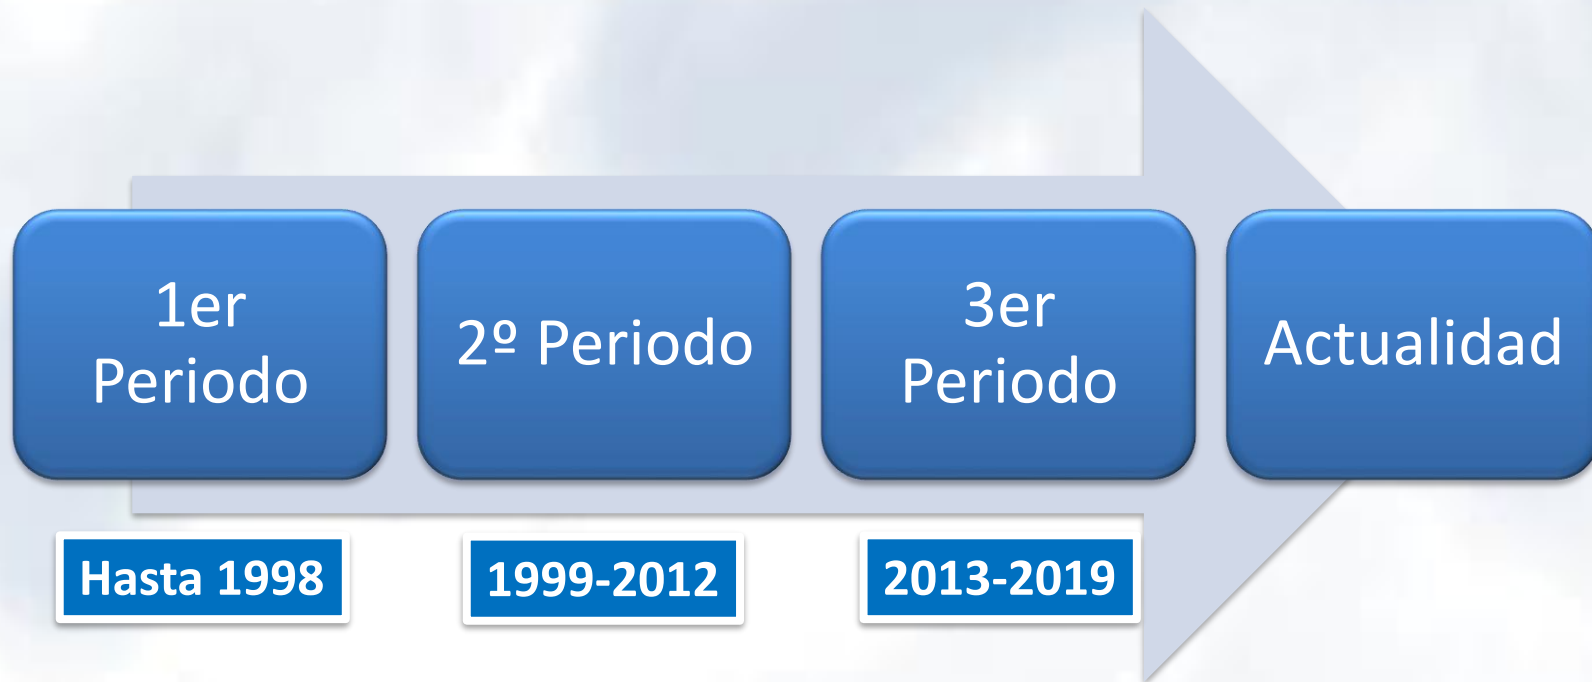 1er
Periodo
2º Periodo
3er
Periodo
Actualidad
Hasta 1998
1999-2012
2013-2019